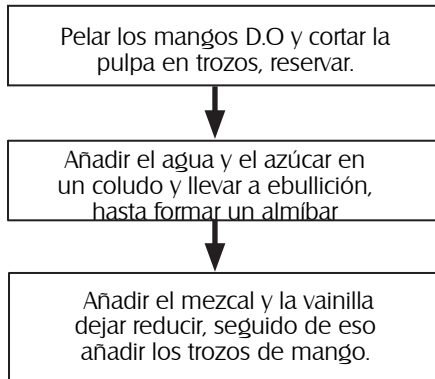 Pelar los mangos D.O y cortar la
pulpa en trozos, reservar.
Añadir el agua y el azúcar en
un coludo y llevar a ebullición,
hasta formar un almíbar
Añadir el mezcal y la vainilla
dejar reducir, seguido de eso
añadir los trozos de mango.